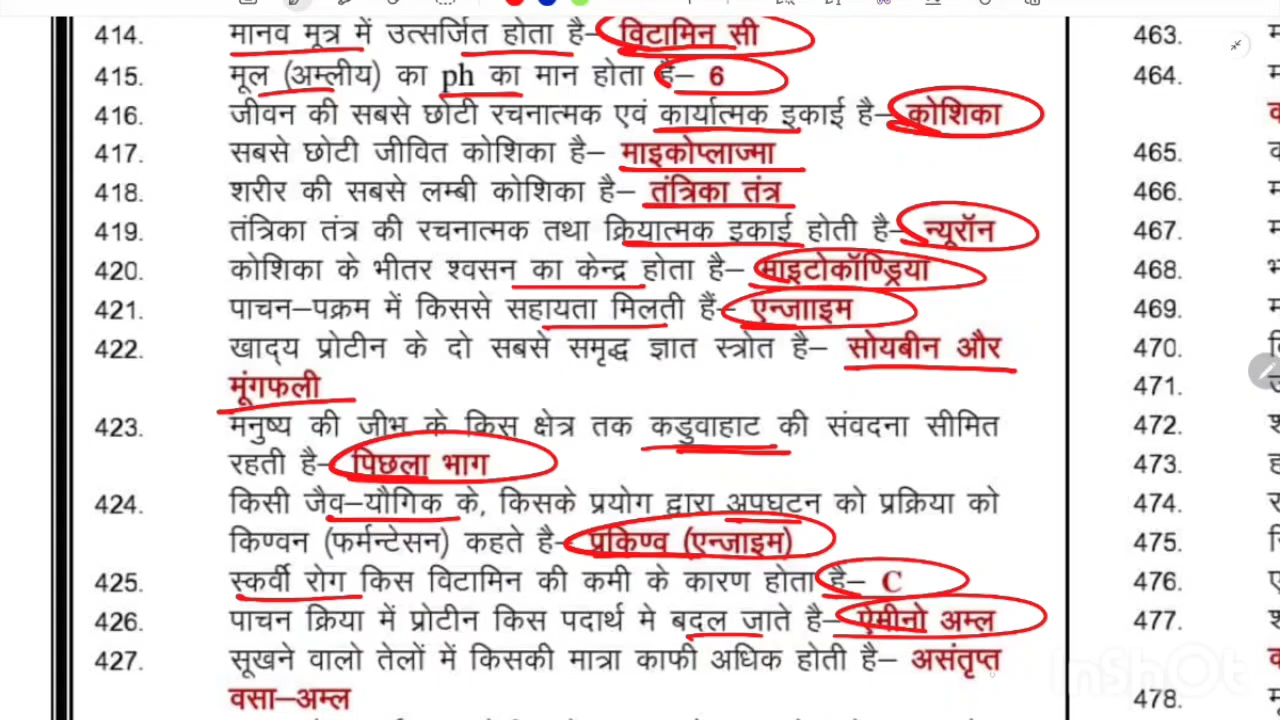 414. मानव मूत्र में उत्सर्जित होता है– विटामिन सी
415. मूल (अम्लीय) का ph का मान होता है– 6
416. जीवन की सबसे छोटी रचनात्मक एवं कार्यात्मक इकाई है– कोशिका
417. सबसे छोटी जीवित कोशिका है– माइकोप्लाज्मा
418. शरीर की सबसे लम्बी कोशिका है– तंत्रिका तंत्र
419. तंत्रिका तंत्र की रचनात्मक तथा क्रियात्मक इकाई होती है– न्यूरॉन
420. कोशिका के भीतर श्वसन का केन्द्र होता है– माइटोकॉण्ड्रिया
421. पाचन–पक्रम में किससे सहायता मिलती हैं– एन्जााइम
422. खाद्य प्रोटीन के दो सबसे समृद्ध ज्ञात स्त्रोत है– सोयबीन और
मूंगफली
423. मनुष्य की जीभ के किस क्षेत्र तक कडुवाहाट की संवदना सीमित
रहती है– पिछला भाग
424. किसी जैव–यौगिक के, किसके प्रयोग द्वारा अपघटन को प्रक्रिया को
किण्वन (फर्मन्टेसन) कहते है– प्रकिण्व (एन्जाइम)
425. स्कर्वी रोग किस विटामिन की कमी के कारण होता है– C
426. पाचन क्रिया में प्रोटीन किस पदार्थ मे बदल जाते है– ऐमीनो अम्ल
427. सूखने वालो तेलों में किसकी मात्रा काफी अधिक होती है– असंतृप्त
वसा–अम्ल
463.
464.
465.
466.
467.
468.
469.
470.
471.
472.
473.
474.
475.
476.
477.
478.
InShOt